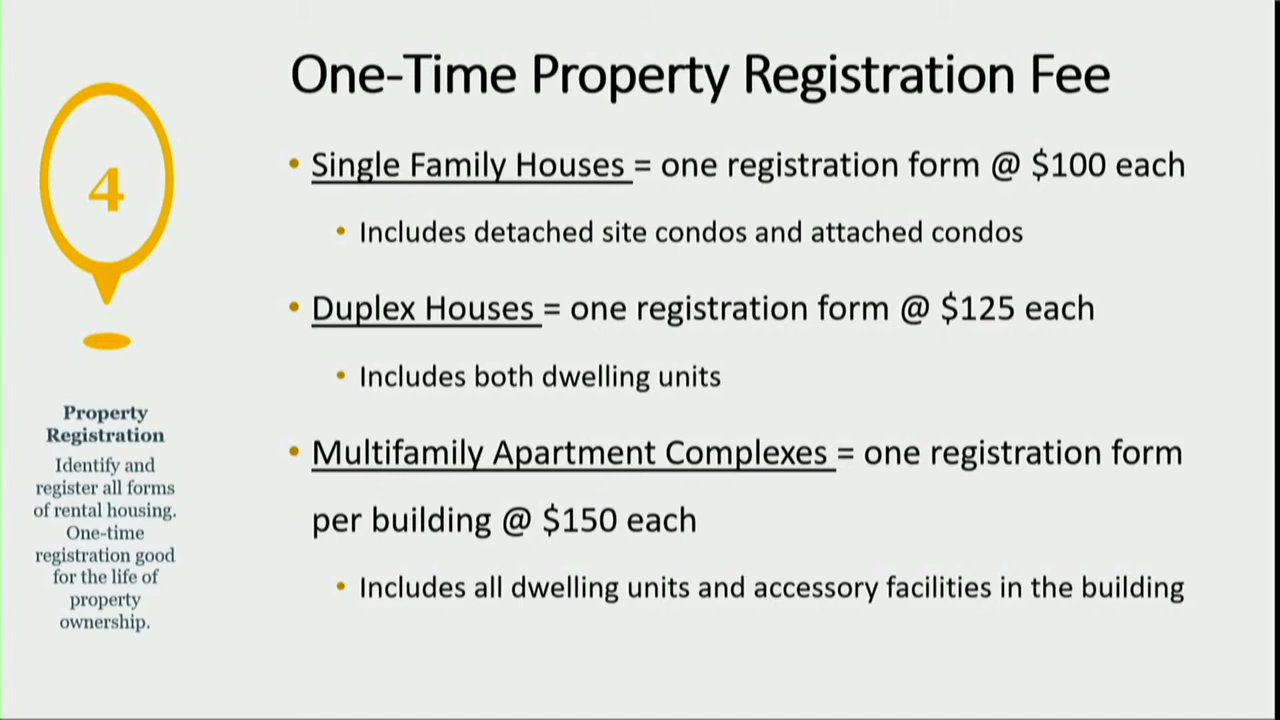 One-Time Property Registration Fee
• Single Family Houses = one registration form @ $100 each
• Includes detached site condos and attached condos
• Duplex Houses = one registration form @ $125 each
• Includes both dwelling units
• Multifamily Apartment Complexes = one registration form
per building @ $150 each
• Includes all dwelling units and accessory facilities in the building
4
Property
Registration
Identify and
register all forms
of rental housing.
One-time
registration good
for the life of
property
ownership.